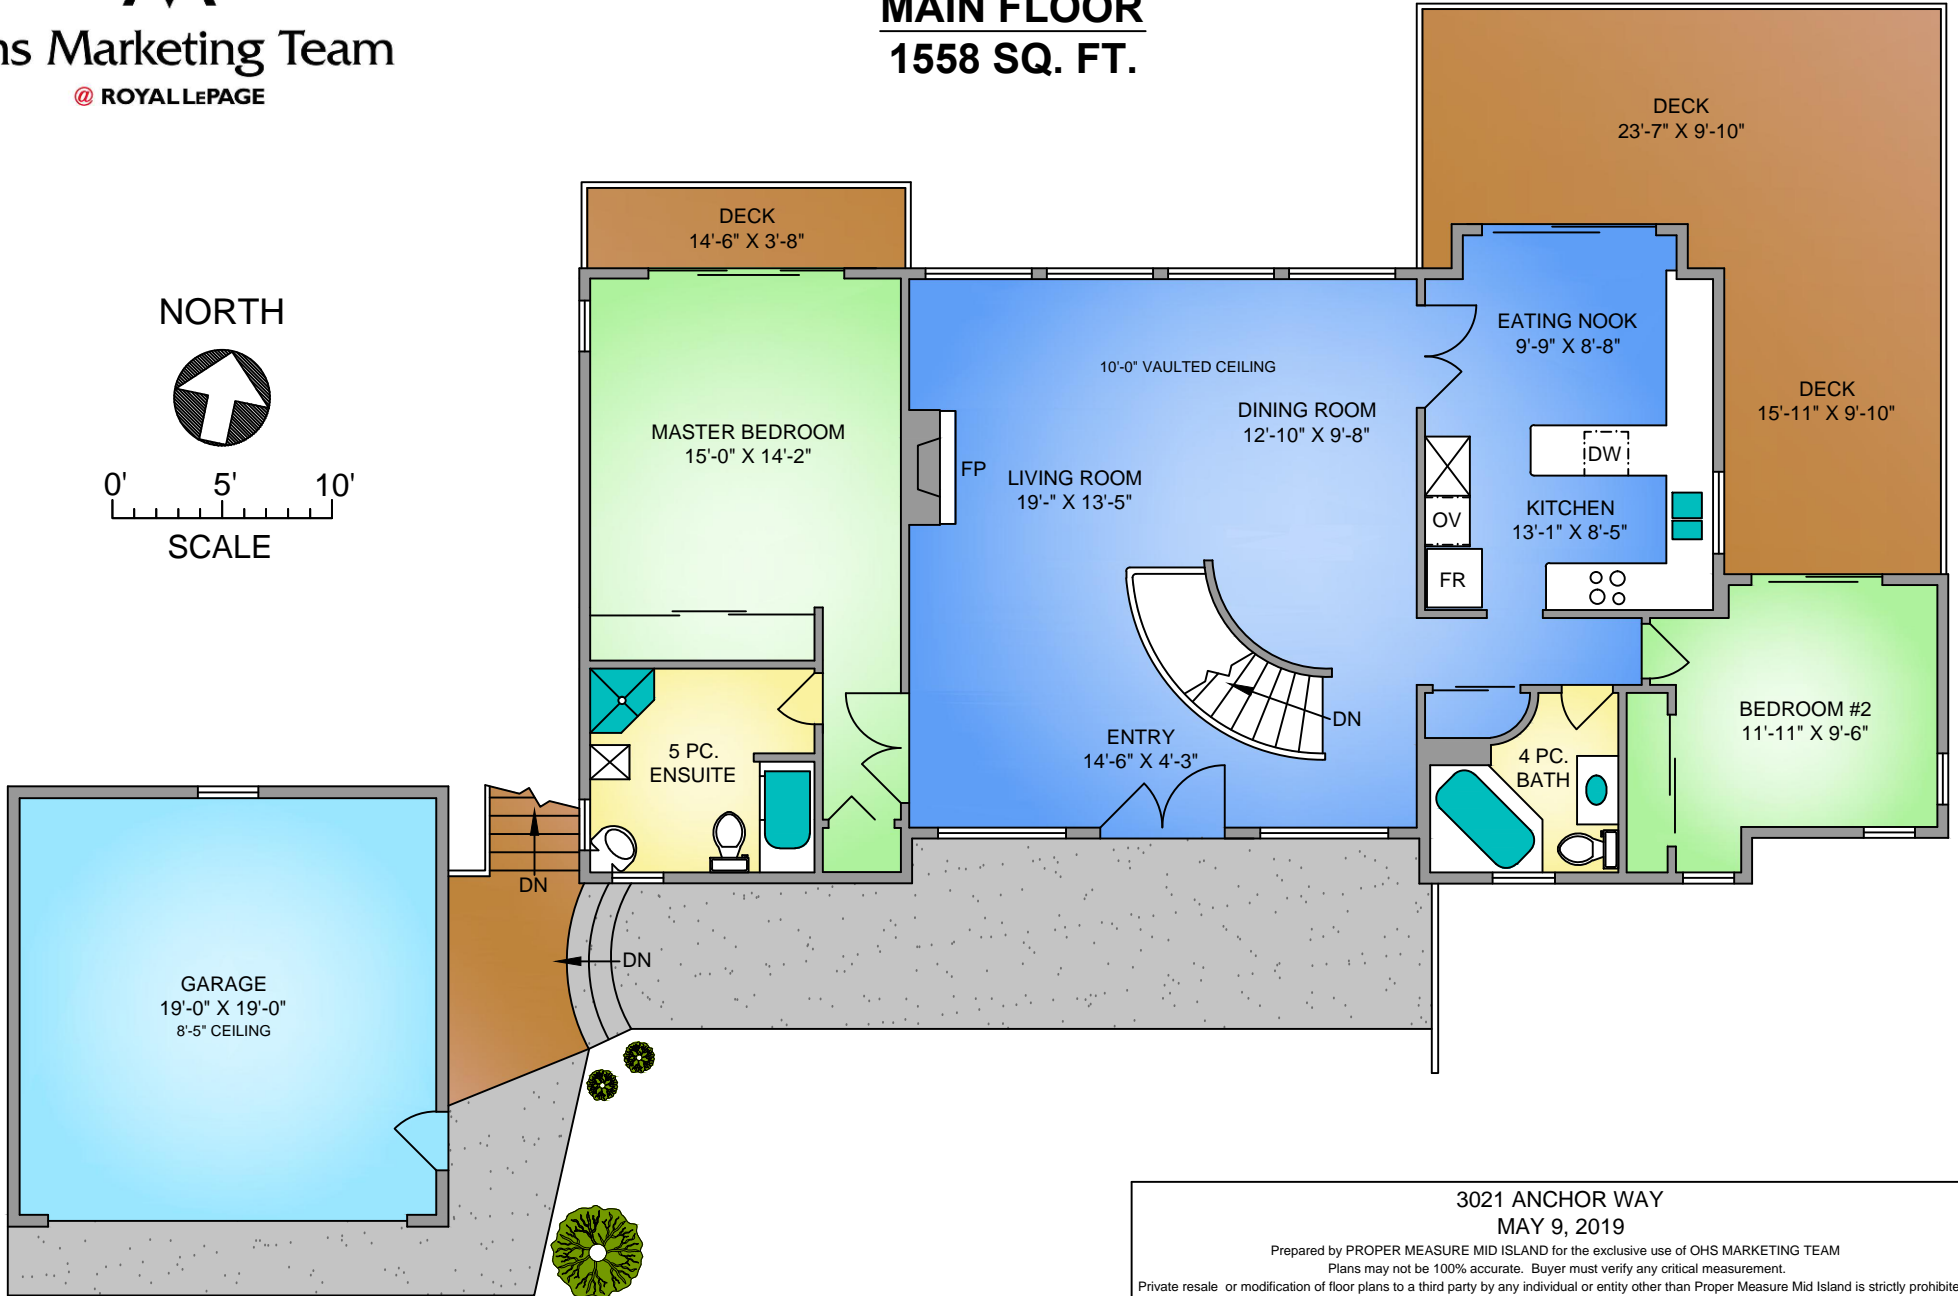 MAIN FLOOR
1558 SQ. FT.
Marketing Team
@ ROYAL LEPAGE
NORTH
0' 5' 10'
SCALE
DECK
23'-7" X 9'-10"
DECK
14'-6" X 3'-8"
EATING NOOK
9'-9" X 8'-8"
10'-0" VAULTED CEILING
DECK
15'-11" X 9'-10"
DINING ROOM
12'-10" X 9'-8"
MASTER BEDROOM
15'-0" X 14'-2"
FP
LIVING ROOM
19'-" X 13'-5"
DW
OV
KITCHEN
13'-1" X 8'-5"
FR
DN
BEDROOM #2
11'-11" X 9'-6"
ENTRY
14'-6" X 4'-3"
5 PC.
ENSUITE
4 PC.
BATH
DN
DN
GARAGE
19'-0" X 19'-0"
8'-5" CEILING
3021 ANCHOR WAY
MAY 9, 2019
Prepared by PROPER MEASURE MID ISLAND for the exclusive use of OHS MARKETING TEAM
Plans may not be 100% accurate. Buyer must verify any critical measurement.
Private resale or modification of floor plans to a third party by any individual or entity other than Proper Measure Mid Island is strictly prohibite